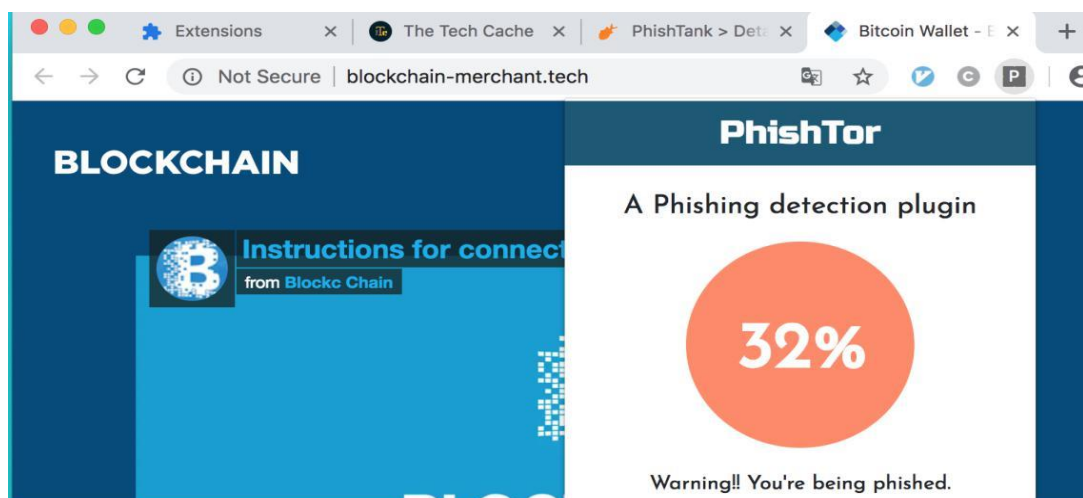 Extensions
The Tech Cache
PhishTank > Det
Bitcoin Wallet -
Not Secure | blockchain-merchant.tech
C
P
PhishTor
BLOCKCHAIN
A Phishing detection plugin
Instructions for connect
from Blockc Chain
32%
Warning!! You're being phished.